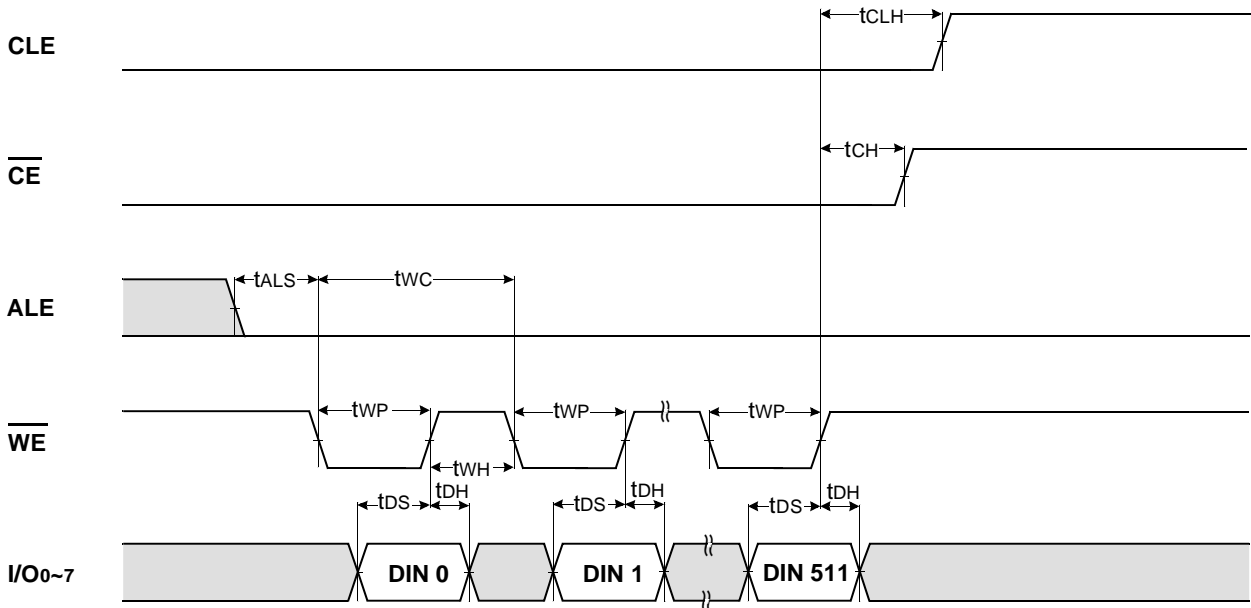 CLE
tCLH
CE
tCH
ALE
tALS
tWC
WE
tWP
tWP
tWP
tWH
tDS
tDH
tDS
tDH
tDS
tDH
I/O0~7
DIN 0
DIN 1
DIN 511